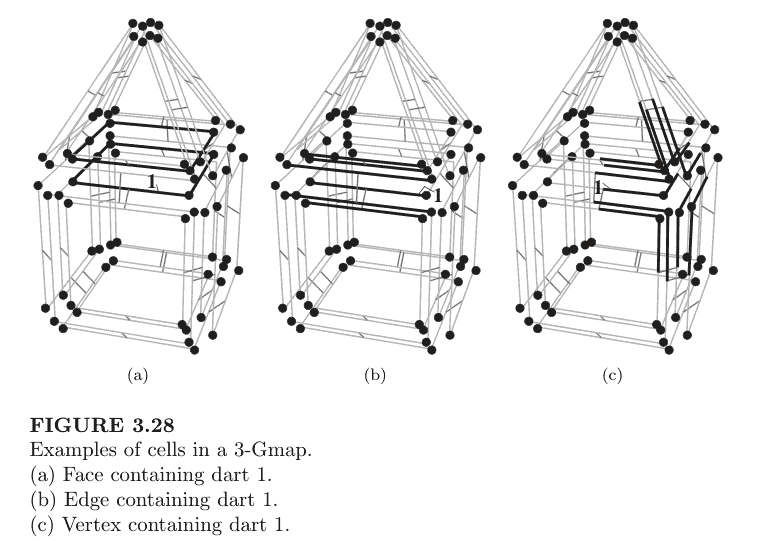 1
1
1
(a)
(b)
(c)
FIGURE 3.28
Examples of cells in a 3-Gmap.
(a) Face containing dart 1.
(b) Edge containing dart 1.
(c) Vertex containing dart 1.